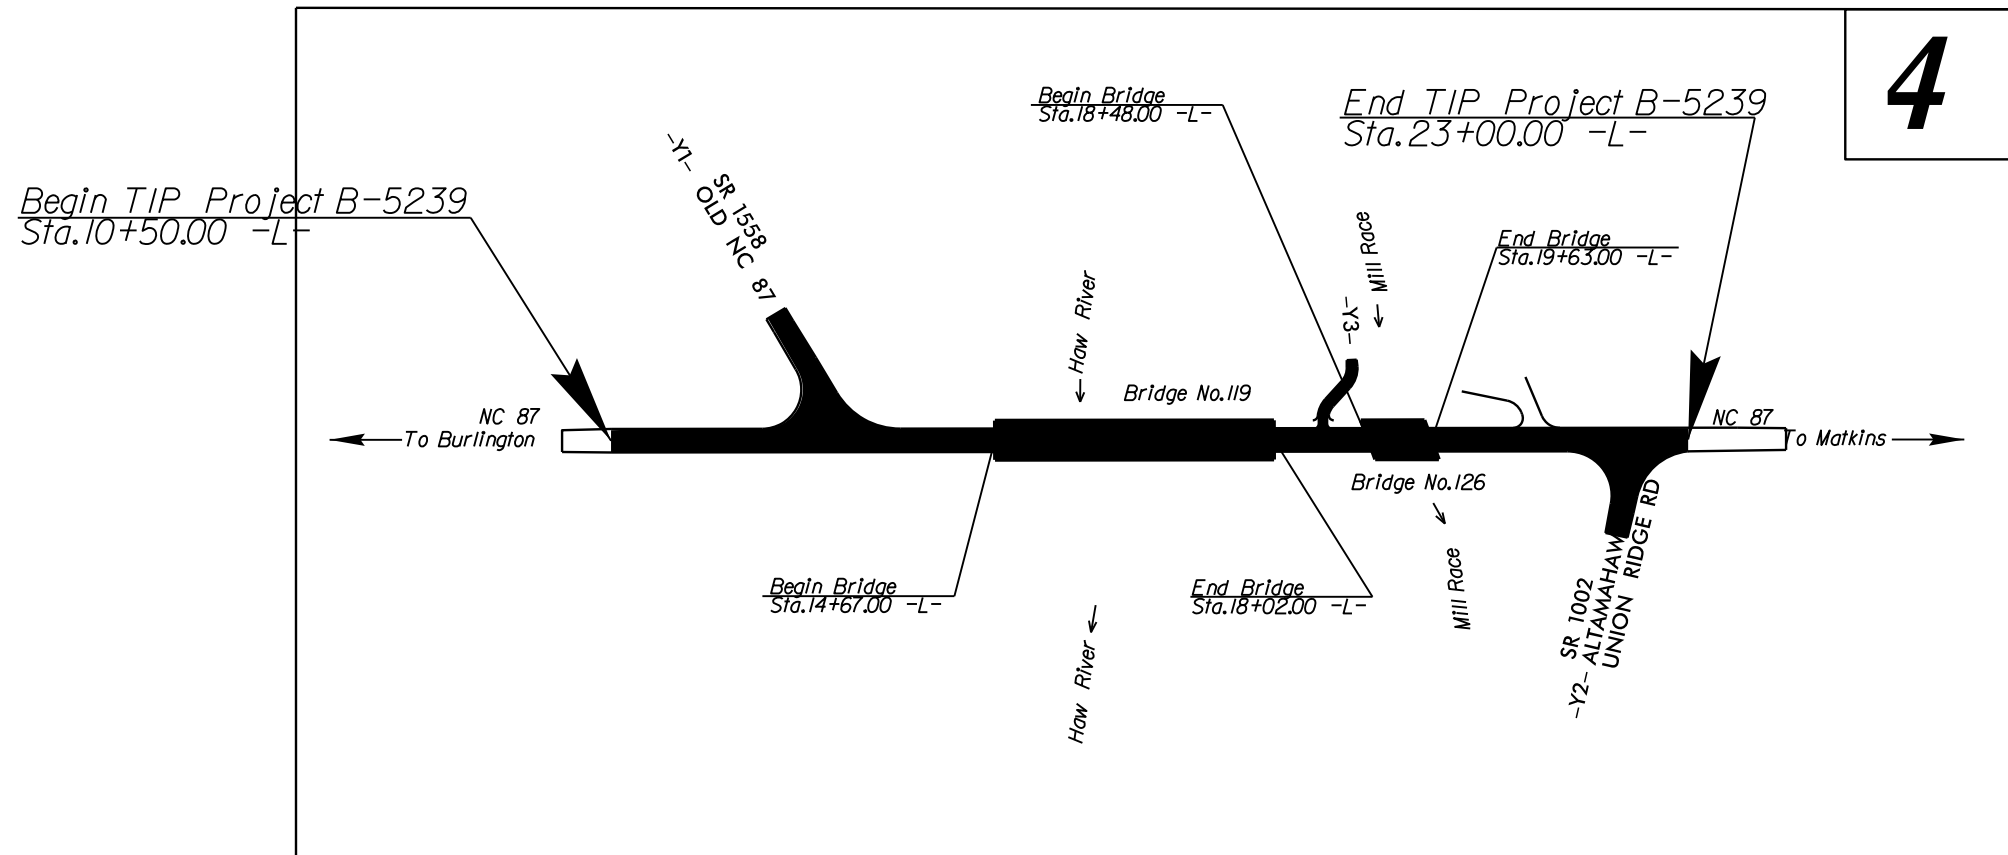 4
Begin Bridge
Sta.18+48.00 -L-
End TIP Project B-5239
Sta.23+00.00 -L-
Begin TIP Project B-5239
Sta.10+50.00 -L-
SR 1558
-Y1- OLD NC 87
Haw River
Mill Race
-Y3-
End Bridge
Sta.19+63.00 -L-
Bridge No.119
NC 87
To Burlington
NC 87
To Matkins
Bridge No.126
Begin Bridge
Sta.14+67.00 -L-
End Bridge
Sta.18+02.00 -L-
Mill Race
Haw River
SR 1002
-Y2- ALTAMAHAW
UNION RIDGE RD